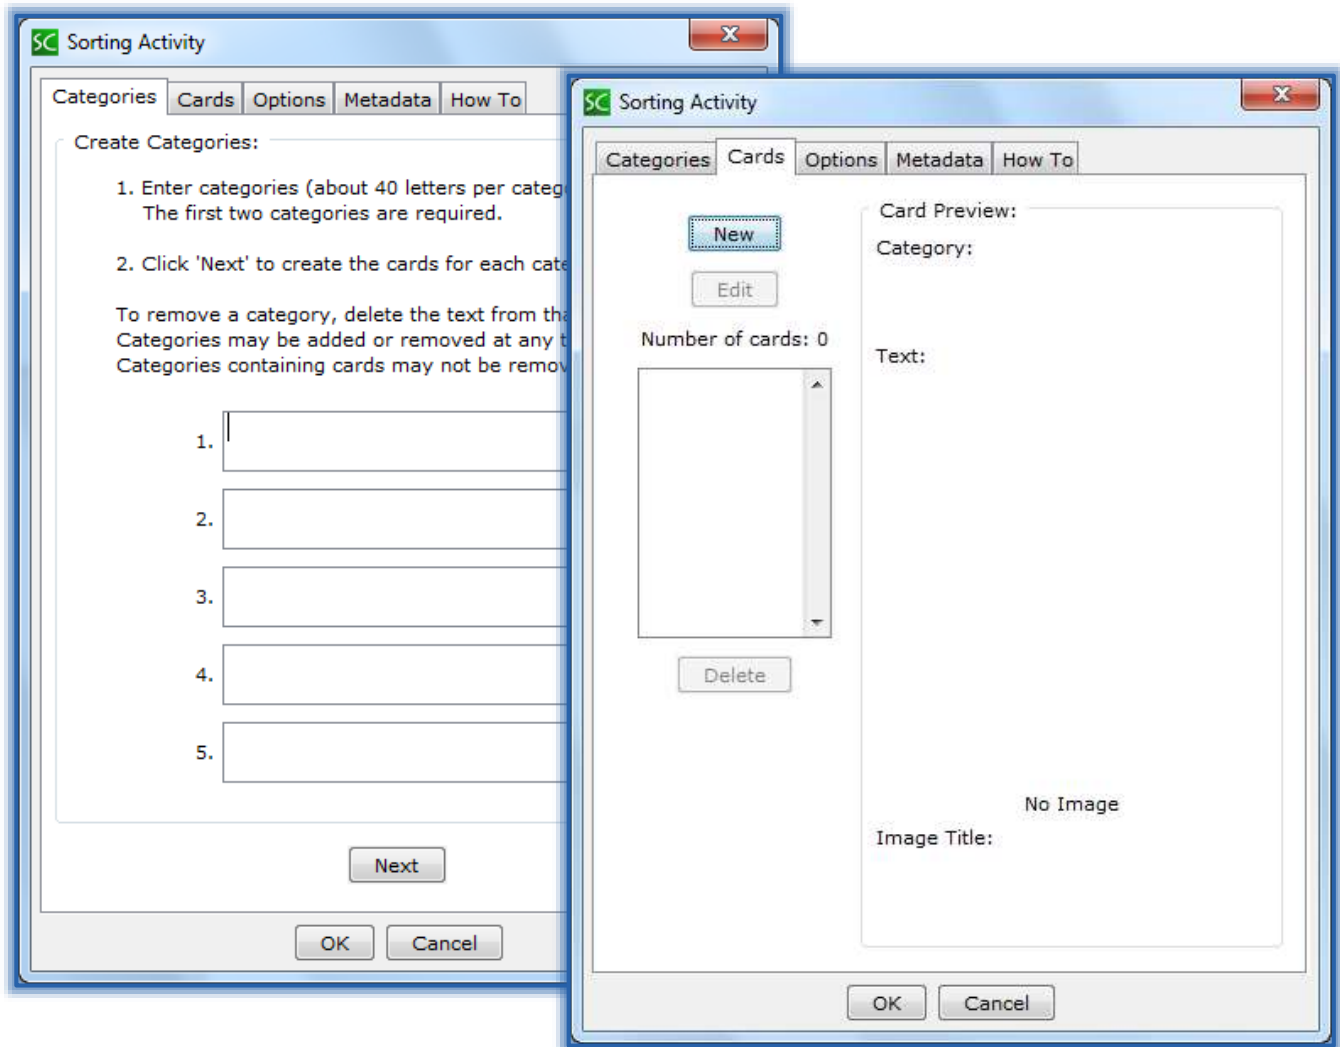 SC Sorting Activity
X
Categories Cards Options Metadata How To
Create Categories:
1. Enter categories (about 40 letters per categ
The first two categories are required.
2. Click 'Next' to create the cards for each cate
To remove a category, delete the text from tha
Categories may be added or removed at any t
Categories containing cards may not be remov
1.
2.
3.
4.
5.
Next
OK Cancel
SC Sorting Activity
X
Categories Cards Options Metadata How To
New
Edit
Number of cards: 0
Delete
Card Preview:
Category:
Text:
No Image
Image Title:
OK Cancel